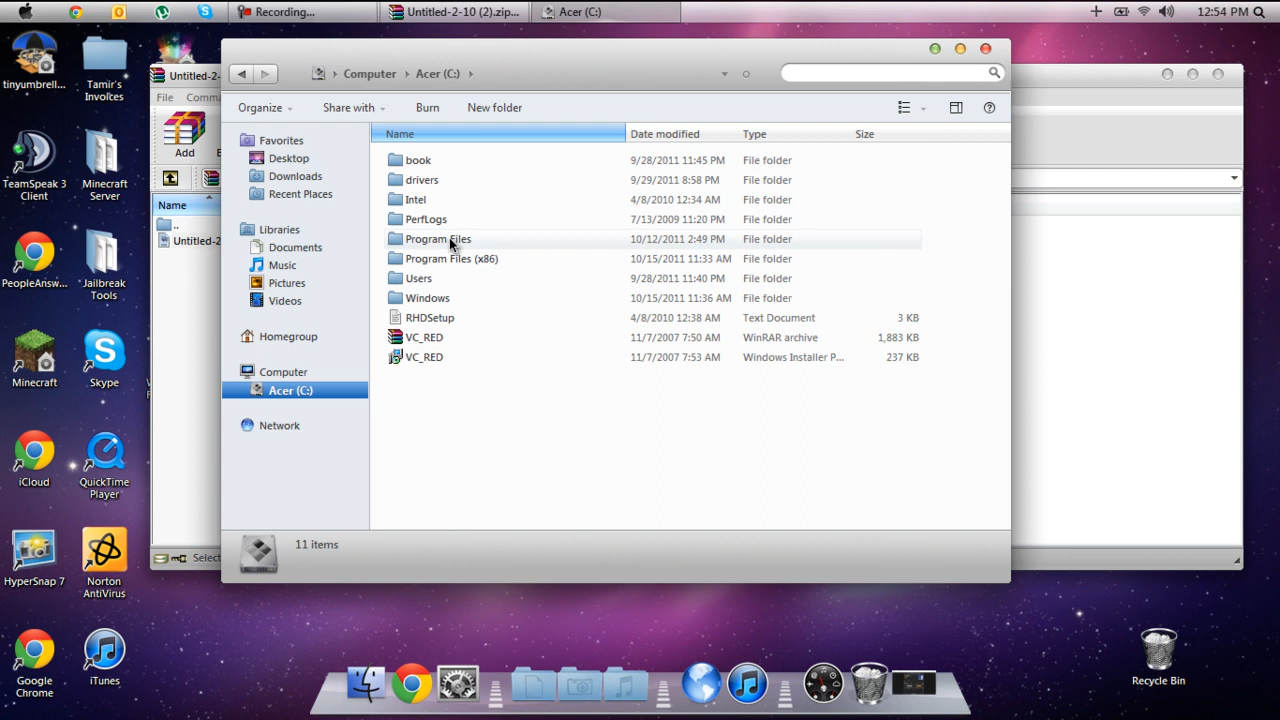 Recording...
Untitled-2-10 (2).zip...
Acer (C:)
12:54 PM
tinyumbrell...
Tamir's
Invoices
TeamSpeak 3
Client
Minecraft
Server
PeopleAnsw...
Jailbreak
Tools
Minecraft
Skype
iCloud
QuickTime
Player
HyperSnap 7
Norton
AntiVirus
Google
Chrome
iTunes
Untitled-2-
File
Comma
Add
Name
..
Untitled-2
Select
Computer
Acer (C:)
Organize
Share with
Burn
New folder
Favorites
Desktop
Downloads
Recent Places
Libraries
Documents
Music
Pictures
Videos
Homegroup
Computer
Acer (C:)
Network
Name Date modified Type Size
book 9/28/2011 11:45 PM File folder
drivers 9/29/2011 8:58 PM File folder
Intel 4/8/2010 12:34 AM File folder
PerfLogs 7/13/2009 11:20 PM File folder
Program Files 10/12/2011 2:49 PM File folder
Program Files (x86) 10/15/2011 11:33 AM File folder
Users 9/28/2011 11:40 PM File folder
Windows 10/15/2011 11:36 AM File folder
RHDSetup 4/8/2010 12:38 AM Text Document 3 KB
VC_RED 11/7/2007 7:50 AM WinRAR archive 1,883 KB
VC_RED 11/7/2007 7:53 AM Windows Installer P... 237 KB
11 items
Recycle Bin